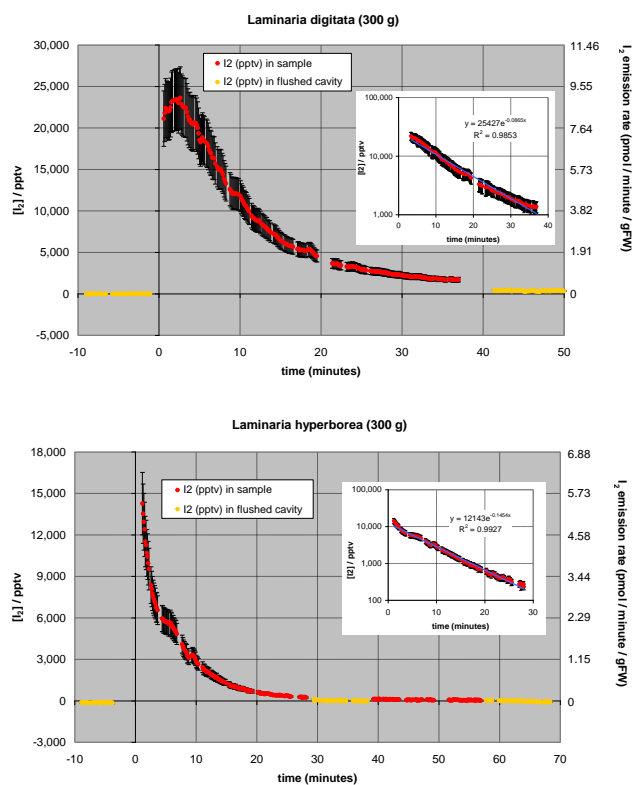 Laminaria digitata (300 g)
30,000
25,000
20,000
15,000
10,000
5,000
0
-5,000
[I₂] / pptv
I2 (pptv) in sample
I2 (pptv) in flushed cavity
11.46
9.55
7.64
5.73
3.82
1.91
0
I₂ emission rate (pmol / minute / gFW)
100,000
10,000
1,000
[I2] / pptv
y = 25427e^-0.0865x
R² = 0.9853
0 10 20 30 40
time (minutes)
-10 0 10 20 30 40 50
time (minutes)
Laminaria hyperborea (300 g)
18,000
15,000
12,000
9,000
6,000
3,000
0
-3,000
[I₂] / pptv
I2 (pptv) in sample
I2 (pptv) in flushed cavity
6.88
5.73
4.58
3.44
2.29
1.15
0
I₂ emission rate (pmol / minute / gFW)
100,000
10,000
1,000
100
[I2] / pptv
y = 12143e^-0.1454x
R² = 0.9927
0 10 20 30
time (minutes)
-10 0 10 20 30 40 50 60 70
time (minutes)